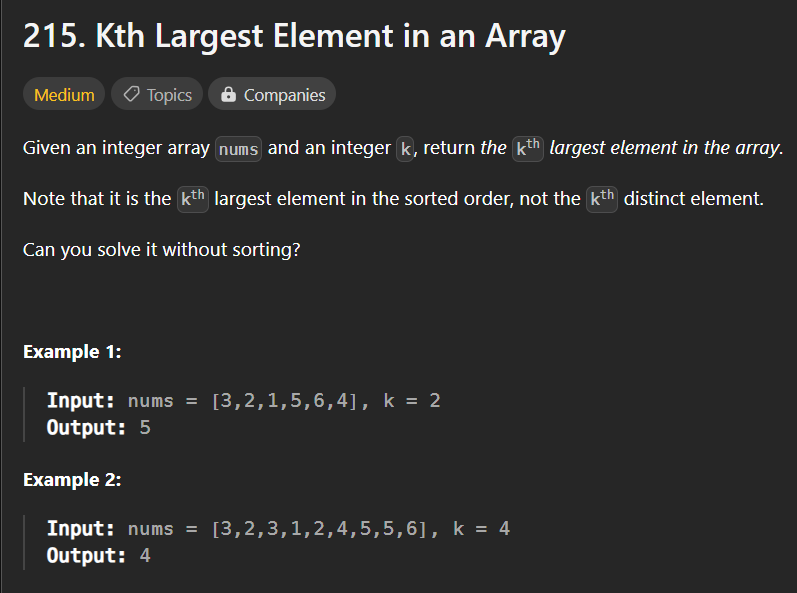 215. Kth Largest Element in an Array
Medium Topics Companies
Given an integer array nums and an integer k, return the kth largest element in the array.
Note that it is the kth largest element in the sorted order, not the kth distinct element.
Can you solve it without sorting?
Example 1:
Input: nums = [3,2,1,5,6,4], k = 2
Output: 5
Example 2:
Input: nums = [3,2,3,1,2,4,5,5,6], k = 4
Output: 4